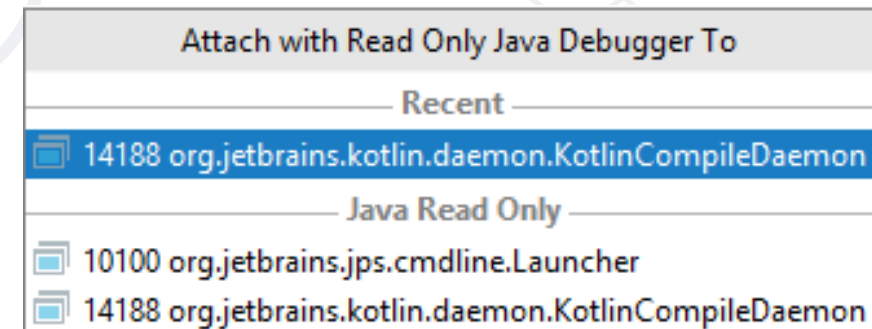 Attach with Read Only Java Debugger To
Recent
14188 org.jetbrains.kotlin.daemon.KotlinCompileDaemon
Java Read Only
10100 org.jetbrains.jps.cmdline.Launcher
14188 org.jetbrains.kotlin.daemon.KotlinCompileDaemon